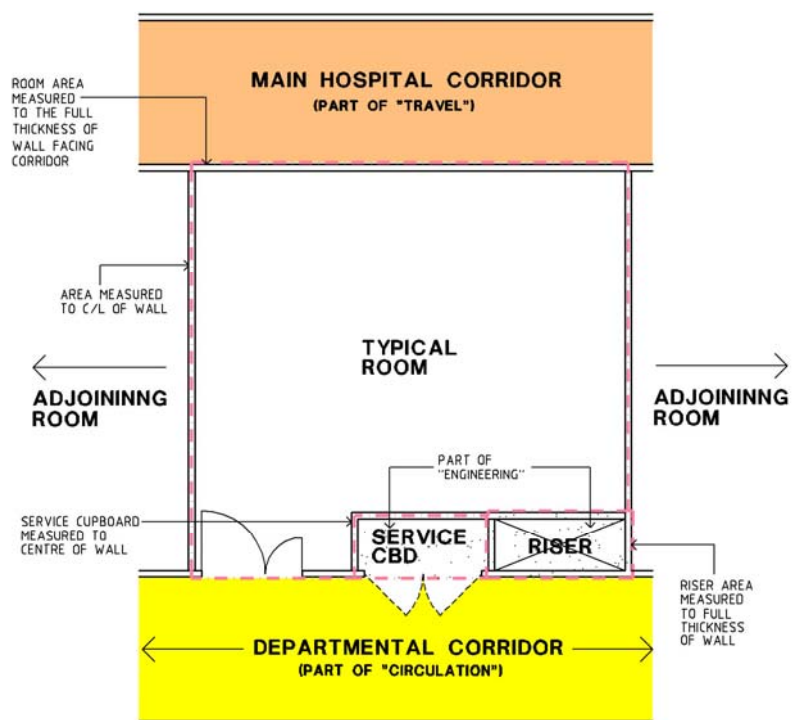 MAIN HOSPITAL CORRIDOR
(PART OF "TRAVEL")
ROOM AREA
MEASURED
TO THE FULL
THICKNESS OF
WALL FACING
CORRIDOR
AREA MEASURED
TO C/L OF WALL
TYPICAL
ROOM
ADJOININNG
ROOM
ADJOININNG
ROOM
PART OF
"ENGINEERING"
SERVICE CUPBOARD
MEASURED TO
CENTRE OF WALL
SERVICE
CBD
RISER
RISER AREA
MEASURED
TO FULL
THICKNESS
OF WALL
DEPARTMENTAL CORRIDOR
(PART OF "CIRCULATION")